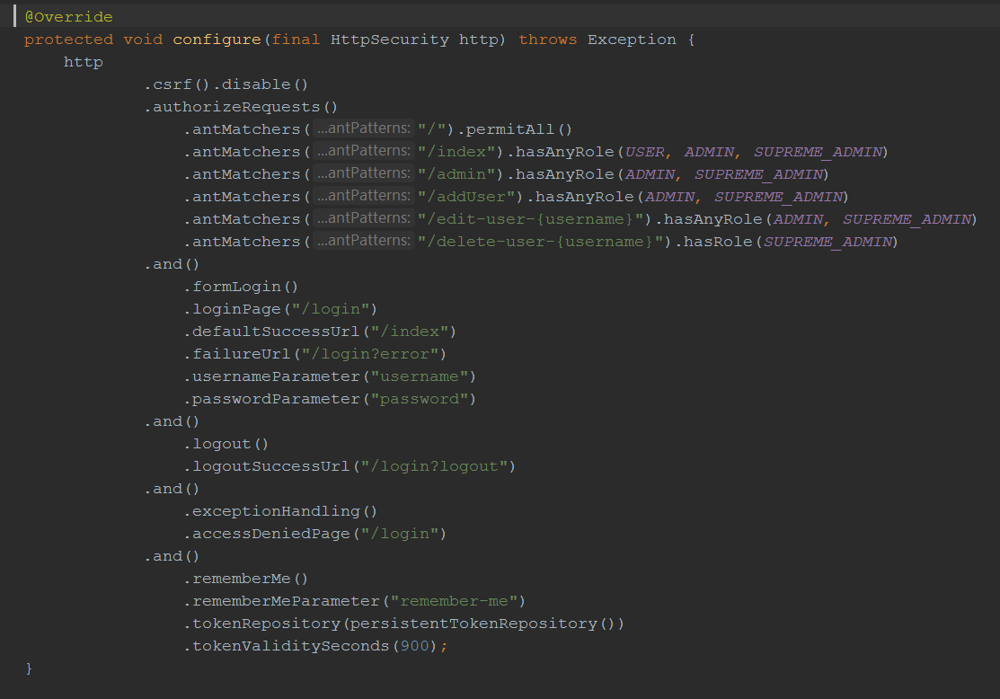 @Override
protected void configure(final HttpSecurity http) throws Exception {
    http
            .csrf().disable()
            .authorizeRequests()
                .antMatchers( ...antPatterns: "/").permitAll()
                .antMatchers( ...antPatterns: "/index").hasAnyRole(USER, ADMIN, SUPREME_ADMIN)
                .antMatchers( ...antPatterns: "/admin").hasAnyRole(ADMIN, SUPREME_ADMIN)
                .antMatchers( ...antPatterns: "/addUser").hasAnyRole(ADMIN, SUPREME_ADMIN)
                .antMatchers( ...antPatterns: "/edit-user-{username}").hasAnyRole(ADMIN, SUPREME_ADMIN)
                .antMatchers( ...antPatterns: "/delete-user-{username}").hasRole(SUPREME_ADMIN)
            .and()
                .formLogin()
                .loginPage("/login")
                .defaultSuccessUrl("/index")
                .failureUrl("/login?error")
                .usernameParameter("username")
                .passwordParameter("password")
            .and()
                .logout()
                .logoutSuccessUrl("/login?logout")
            .and()
                .exceptionHandling()
                .accessDeniedPage("/login")
            .and()
                .rememberMe()
                .rememberMeParameter("remember-me")
                .tokenRepository(persistentTokenRepository())
                .tokenValiditySeconds(900);
}